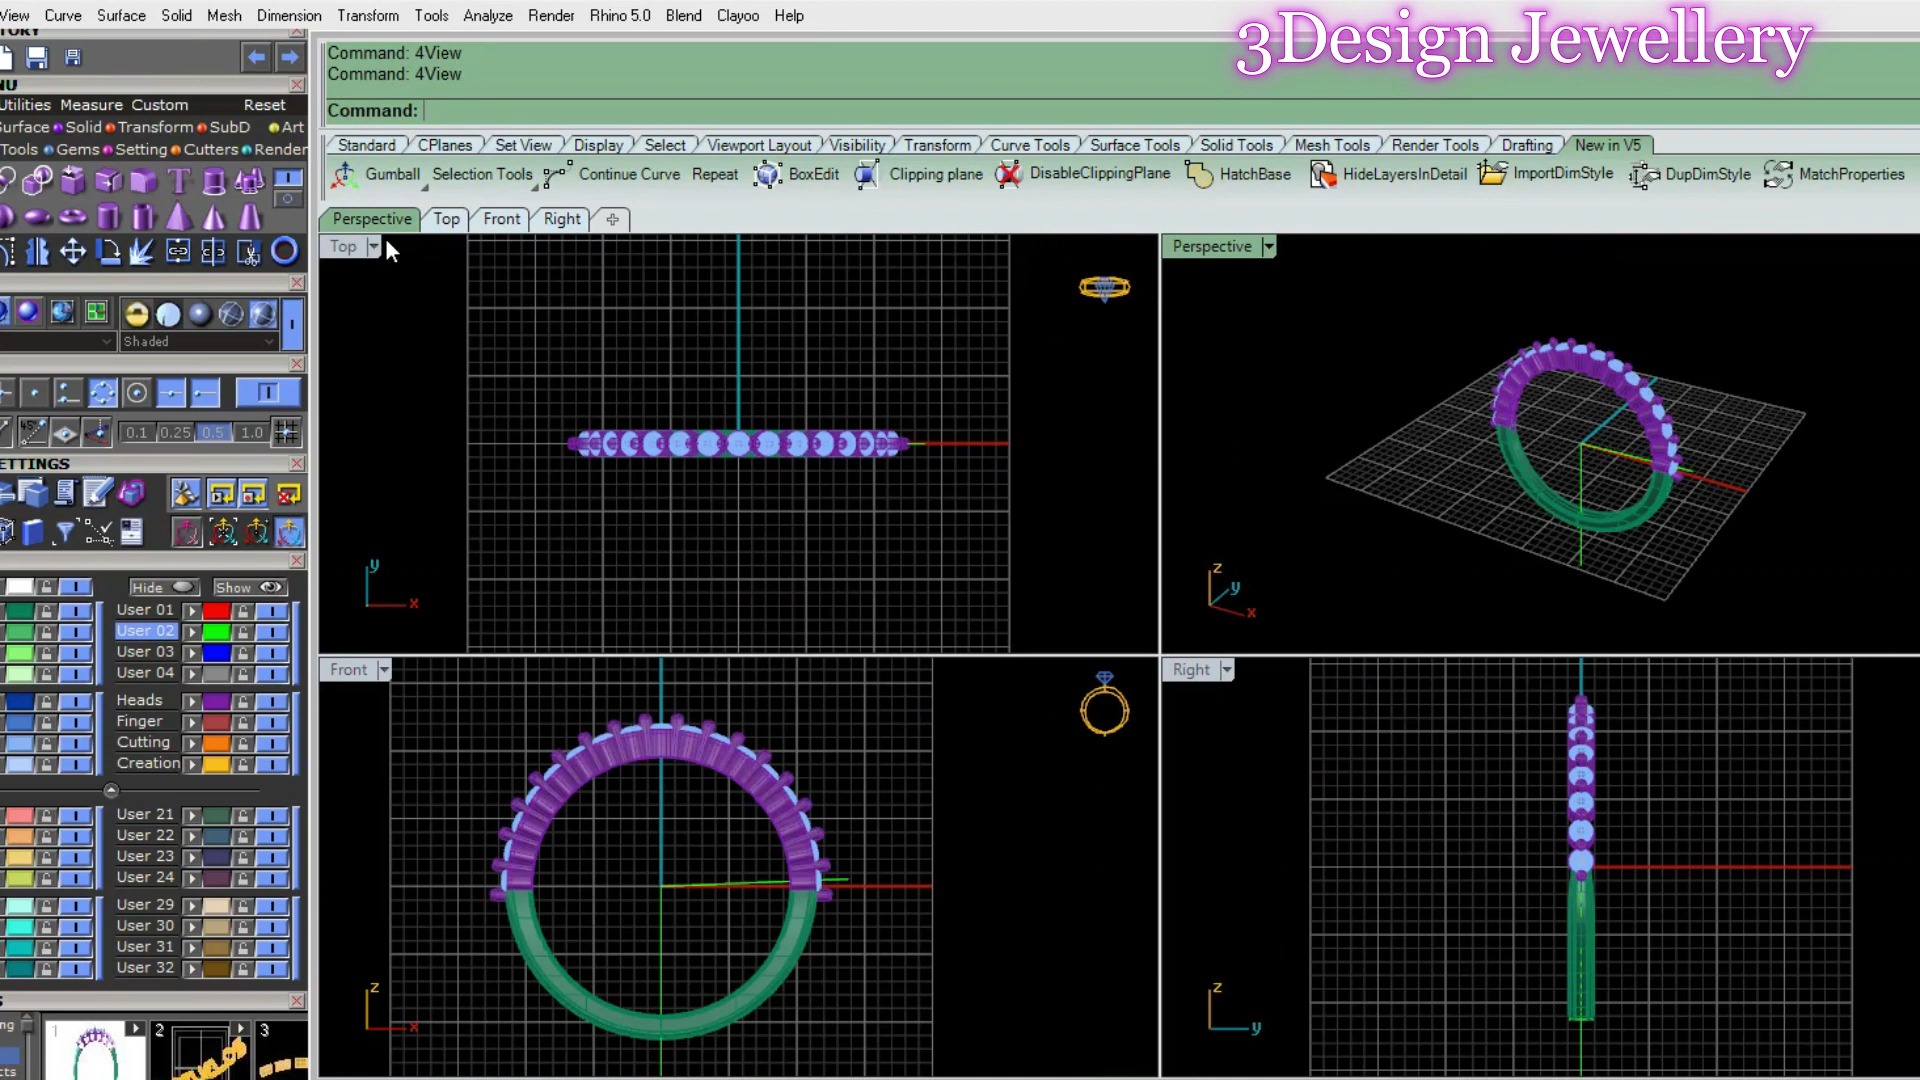 View Curve Surface Solid Mesh Dimension Transform Tools Analyze Render Rhino 5.0 Blend Clayoo Help
3Design Jewellery
Command: 4View
Command: 4View
Command:
Utilities Measure Custom Reset
Surface Solid Transform SubD Art
Tools Gems Setting Cutters Render
Standard CPlanes Set View Display Select Viewport Layout Visibility Transform Curve Tools Surface Tools Solid Tools Mesh Tools Render Tools Drafting New in V5
Gumball Selection Tools Continue Curve Repeat BoxEdit Clipping plane DisableClippingPlane HatchBase HideLayersInDetail ImportDimStyle DupDimStyle MatchProperties
Perspective Top Front Right
Top
Perspective
Shaded
0.1 0.25 0.5 1.0
ETTINGS
Hide Show
User 01
User 02
User 03
User 04
Heads
Finger
Cutting
Creation
User 21
User 22
User 23
User 24
User 29
User 30
User 31
User 32
1 2 3
y
x
z
y
x
Front
Right
z
x
z
y